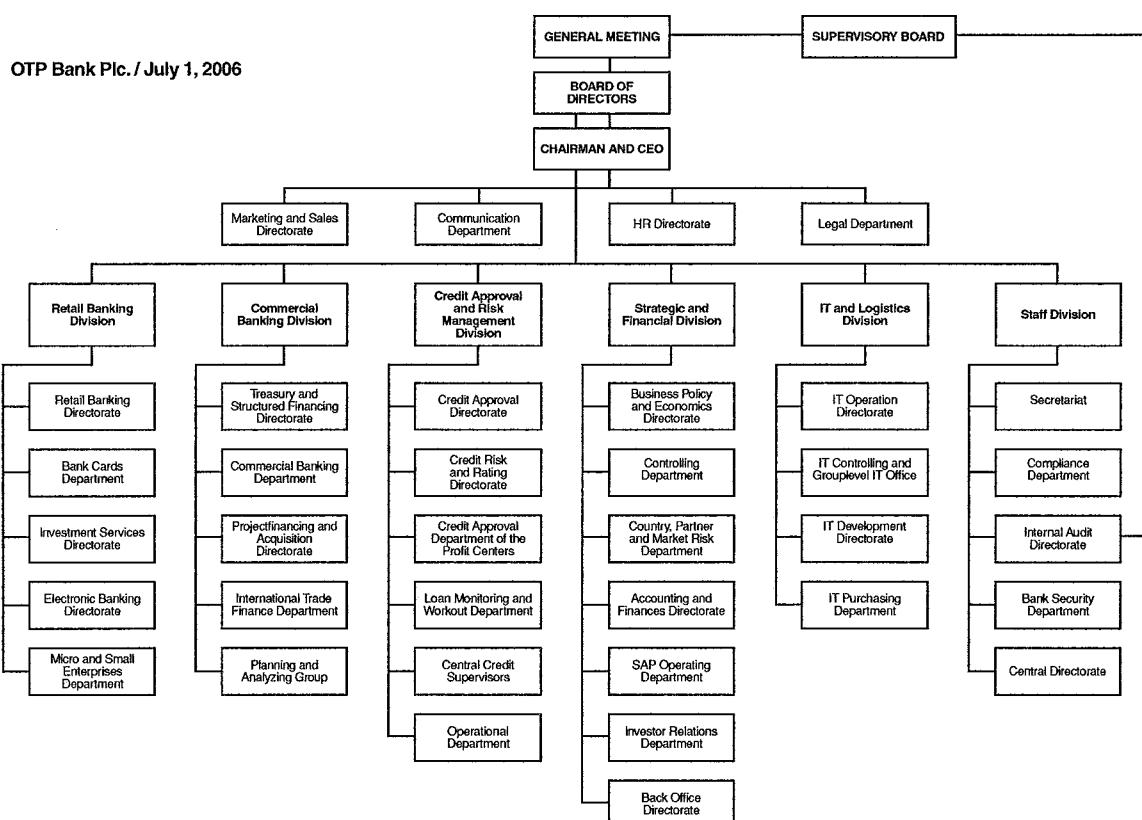 GENERAL MEETING
SUPERVISORY BOARD
OTP Bank Plc. / July 1, 2006
BOARD OF
DIRECTORS
CHAIRMAN AND CEO
Marketing and Sales
Directorate
Communication
Department
HR Directorate
Legal Department
Retail Banking
Division
Commercial
Banking Division
Credit Approval
and Risk
Management
Division
Strategic and
Financial Division
IT and Logistics
Division
Staff Division
Retail Banking
Directorate
Bank Cards
Department
Investment Services
Directorate
Electronic Banking
Directorate
Micro and Small
Enterprises
Department
Treasury and
Structured Financing
Directorate
Commercial Banking
Department
Projectfinancing and
Acquisition
Directorate
International Trade
Finance Department
Planning and
Analyzing Group
Credit Approval
Directorate
Credit Risk
and Rating
Directorate
Credit Approval
Department of the
Profit Centers
Loan Monitoring and
Workout Department
Central Credit
Supervisors
Operational
Department
Business Policy
and Economics
Directorate
Controlling
Department
Country, Partner
and Market Risk
Department
Accounting and
Finances Directorate
SAP Operating
Department
Investor Relations
Department
Back Office
Directorate
IT Operation
Directorate
IT Controlling and
Grouplevel IT Office
IT Development
Directorate
IT Purchasing
Department
Secretariat
Compliance
Department
Internal Audit
Directorate
Bank Security
Department
Central Directorate